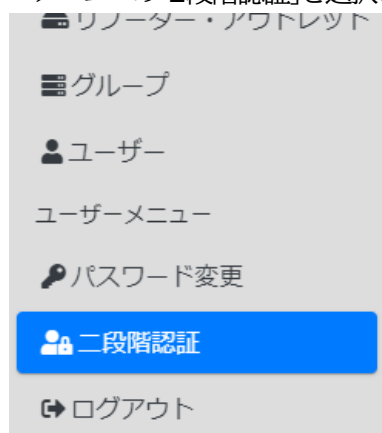 リブーター・アウトレット
グループ
ユーザー
ユーザーメニュー
パスワード変更
二段階認証
ログアウト